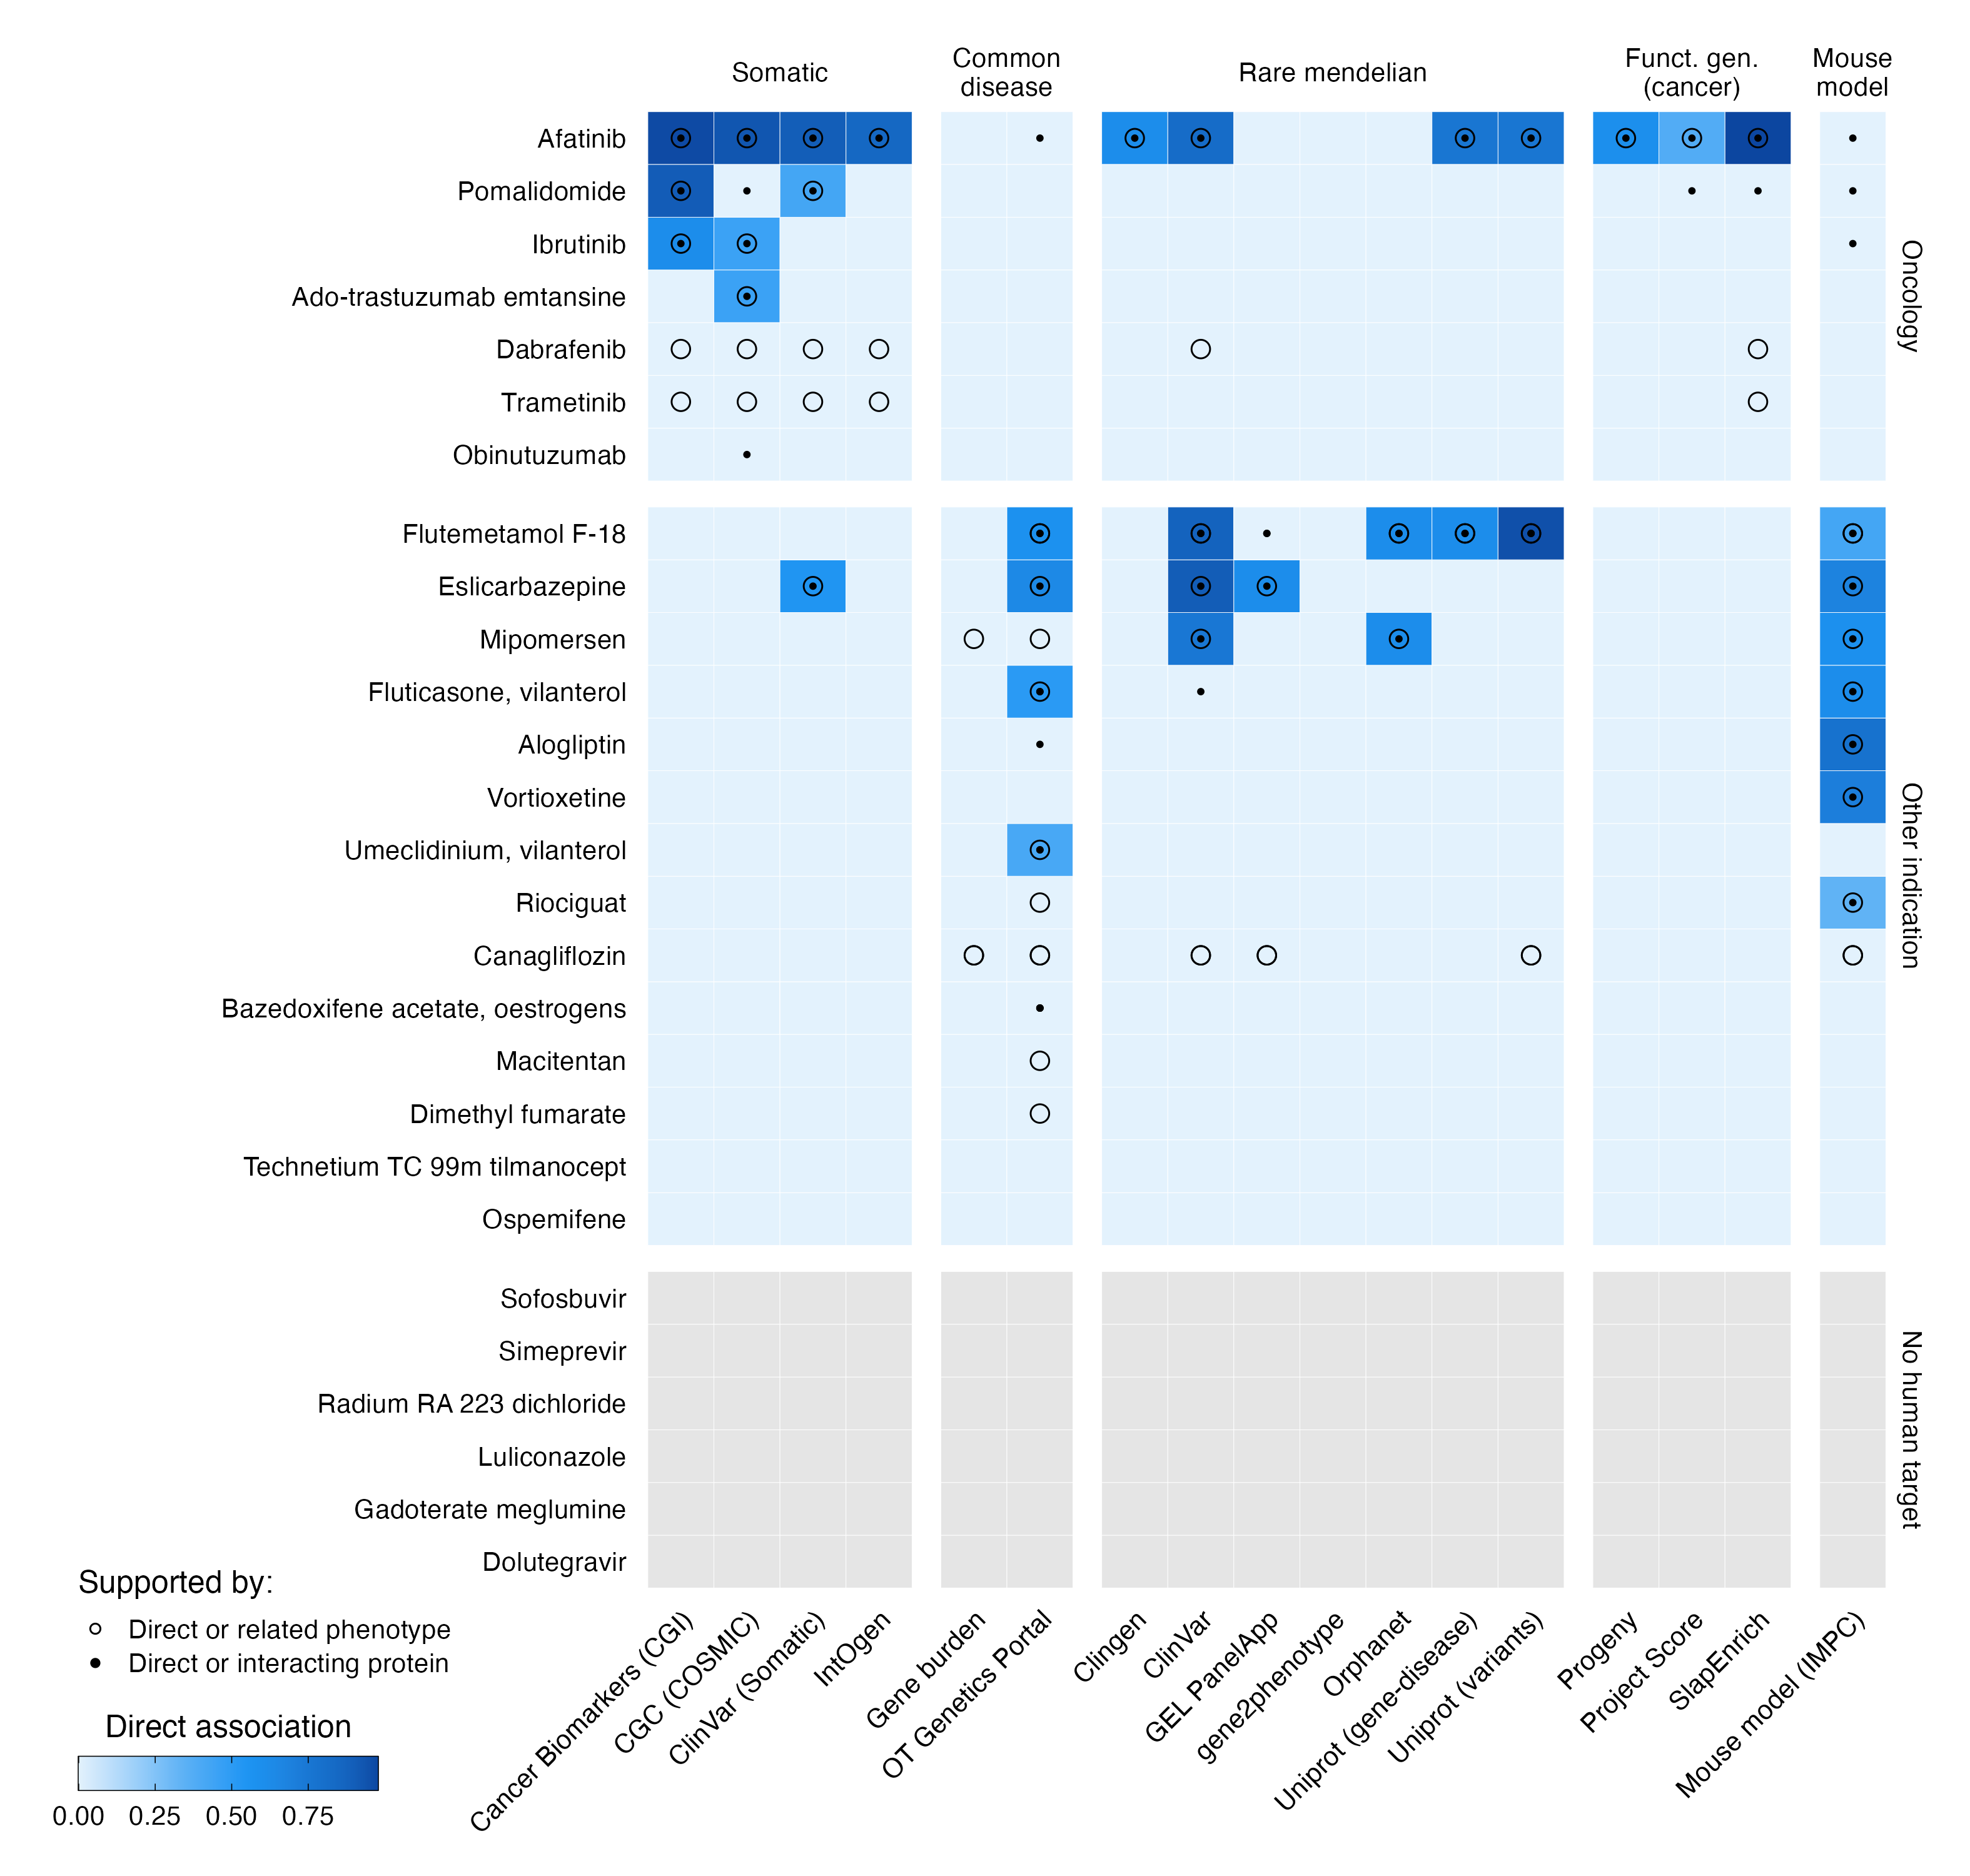 Somatic
Common
disease
Rare mendelian
Funct. gen.
(cancer)
Mouse
model
Afatinib
Pomalidomide
Ibrutinib
Ado-trastuzumab emtansine
Dabrafenib
Trametinib
Obinutuzumab
Oncology
Flutemetamol F-18
Eslicarbazepine
Mipomersen
Fluticasone, vilanterol
Alogliptin
Vortioxetine
Umeclidinium, vilanterol
Riociguat
Canagliflozin
Bazedoxifene acetate, oestrogens
Macitentan
Dimethyl fumarate
Technetium TC 99m tilmanocept
Ospemifene
Other indication
Sofosbuvir
Simeprevir
Radium RA 223 dichloride
Luliconazole
Gadoterate meglumine
Dolutegravir
No human target
Cancer Biomarkers (CGI)
CGC (COSMIC)
ClinVar (Somatic)
IntOgen
Gene burden
OT Genetics Portal
Clingen
ClinVar
GEL PanelApp
gene2phenotype
Orphanet
Uniprot (gene-disease)
Uniprot (variants)
Progeny
Project Score
SlapEnrich
Mouse model (IMPC)
Supported by:
Direct or related phenotype
Direct or interacting protein
Direct association
0.00 0.25 0.50 0.75